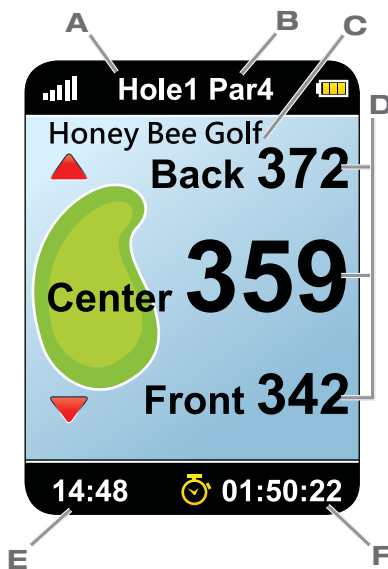 A B C
Hole1 Par4
Honey Bee Golf
D
Back 372
Center 359
Front 342
14:48 01:50:22
E F